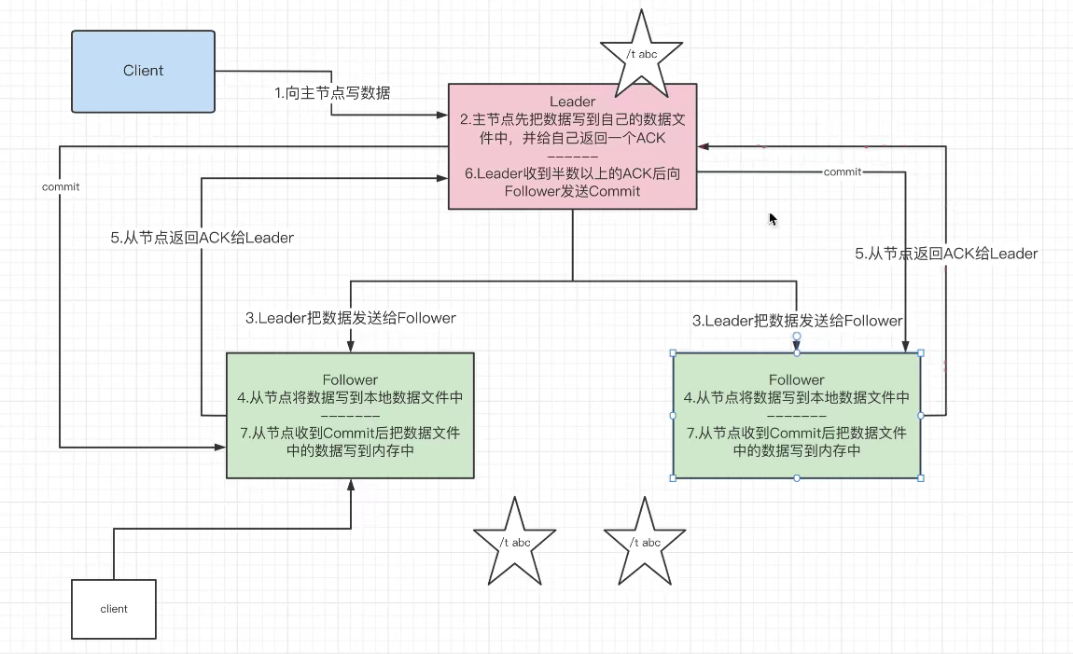 /t abc
Client
1.向主节点写数据
Leader
2.主节点先把数据写到自己的数据文
件中，并给自己返回一个ACK
------
6.Leader收到半数以上的ACK后向
Follower发送Commit
commit
commit
5.从节点返回ACK给Leader
5.从节点返回ACK给Leader
3.Leader把数据发送给Follower
3.Leader把数据发送给Follower
Follower
4.从节点将数据写到本地数据文件中
-------
7.从节点收到Commit后把数据文件
中的数据写到内存中
Follower
4.从节点将数据写到本地数据文件中
-------
7.从节点收到Commit后把数据文件
中的数据写到内存中
/t abc
/t abc
client